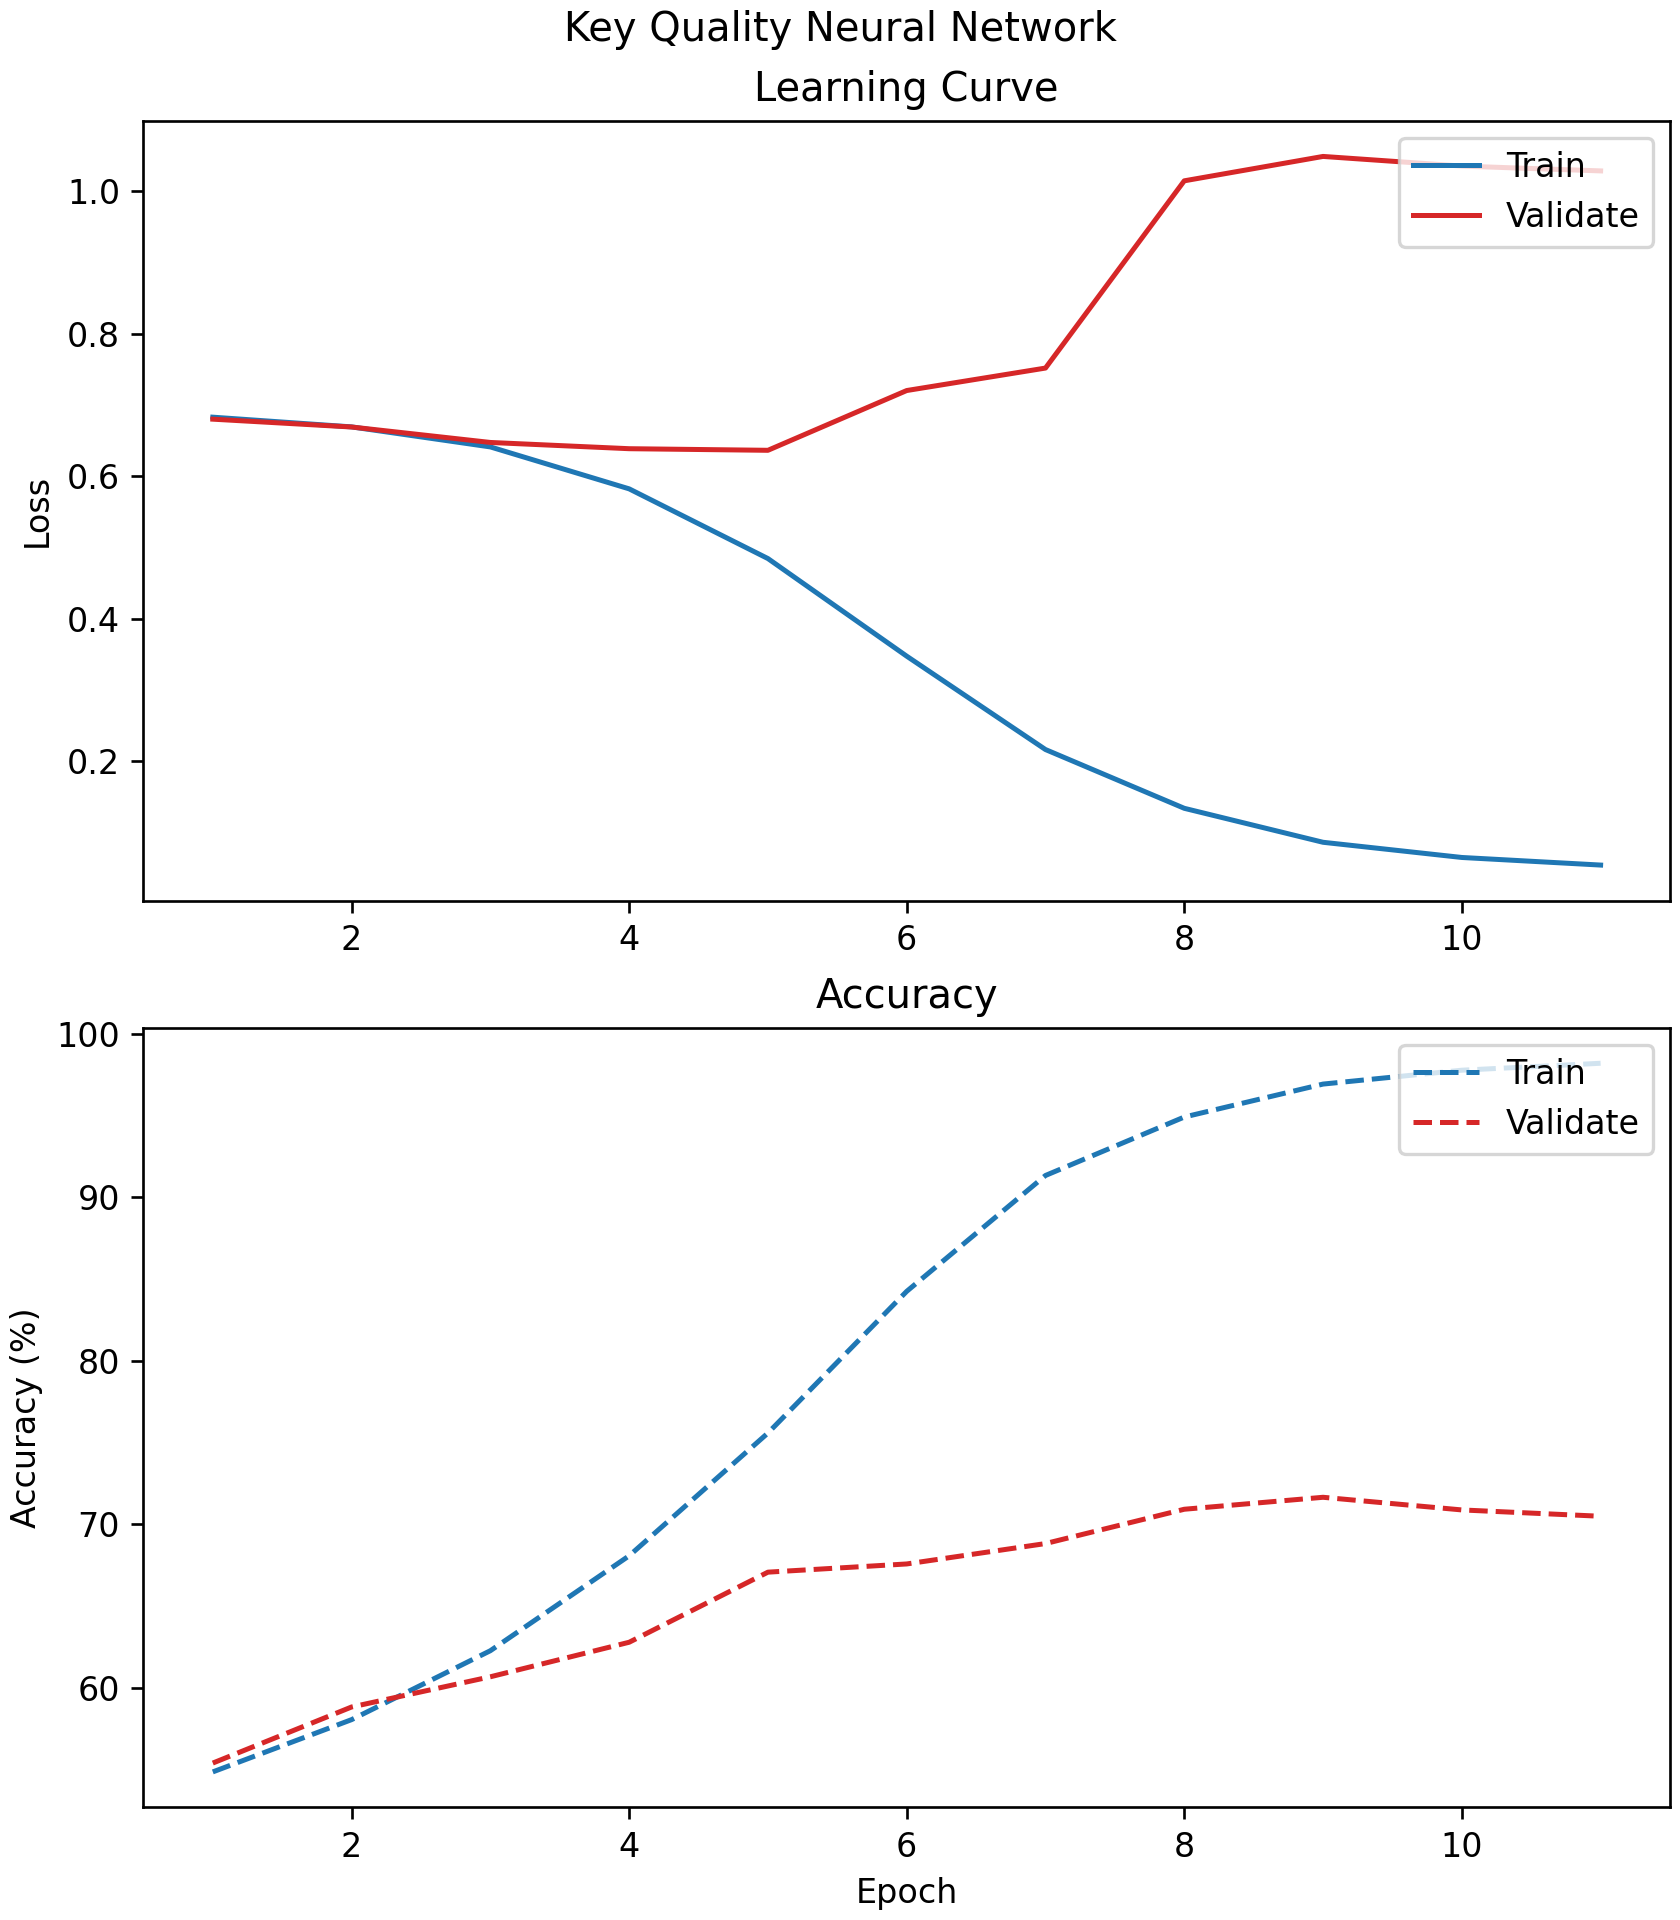 Key Quality Neural Network
Learning Curve
1.0
0.8
0.6
0.4
0.2
Loss
Train
Validate
2 4 6 8 10
Accuracy
100
90
80
70
60
Accuracy (%)
Train
Validate
2 4 6 8 10
Epoch